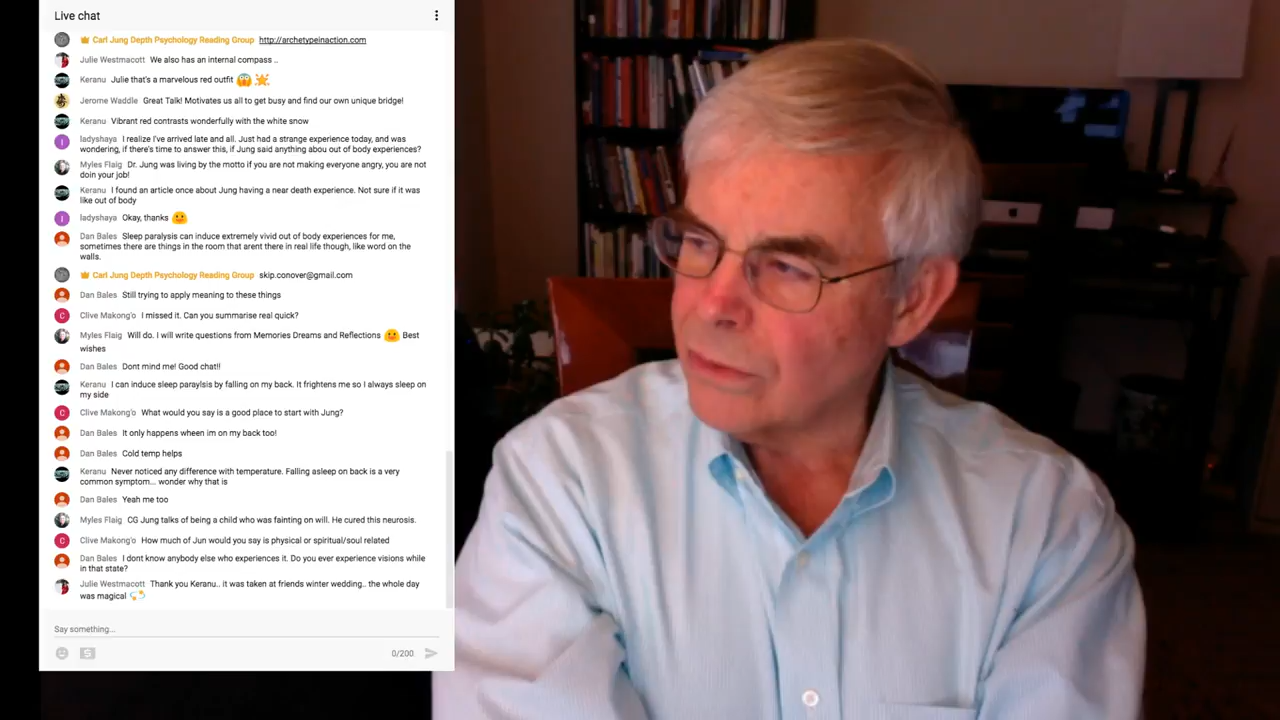 Live chat
Carl Jung Depth Psychology Reading Group http://archetypeinaction.com
Julie Westmacott We also has an internal compass ..
Keranu Julie that's a marvelous red outfit
Jerome Waddle Great Talk! Motivates us all to get busy and find our own unique bridge!
Keranu Vibrant red contrasts wonderfully with the white snow
ladyshaya I realize I've arrived late and all. Just had a strange experience today, and was
wondering, if there's time to answer this, if Jung said anything abou out of body experiences?
Myles Flaig Dr. Jung was living by the motto if you are not making everyone angry, you are not
doin your job!
Keranu I found an article once about Jung having a near death experience. Not sure if it was
like out of body
ladyshaya Okay, thanks
Dan Bales Sleep paralysis can induce extremely vivid out of body experiences for me,
sometimes there are things in the room that arent there in real life though, like word on the
walls.
Carl Jung Depth Psychology Reading Group skip.conover@gmail.com
Dan Bales Still trying to apply meaning to these things
C Clive Makong'o I missed it. Can you summarise real quick?
Myles Flaig Will do. I will write questions from Memories Dreams and Reflections Best
wishes
Dan Bales Dont mind me! Good chat!!
Keranu I can induce sleep paraylsis by falling on my back. It frightens me so I always sleep on
my side
C Clive Makong'o What would you say is a good place to start with Jung?
Dan Bales It only happens wheen im on my back too!
Dan Bales Cold temp helps
Keranu Never noticed any difference with temperature. Falling asleep on back is a very
common symptom... wonder why that is
Dan Bales Yeah me too
Myles Flaig CG Jung talks of being a child who was fainting on will. He cured this neurosis.
C Clive Makong'o How much of Jun would you say is physical or spiritual/soul related
Dan Bales I dont know anybody else who experiences it. Do you ever experience visions while
in that state?
Julie Westmacott Thank you Keranu.. it was taken at friends winter wedding.. the whole day
was magical
Say something...
0/200